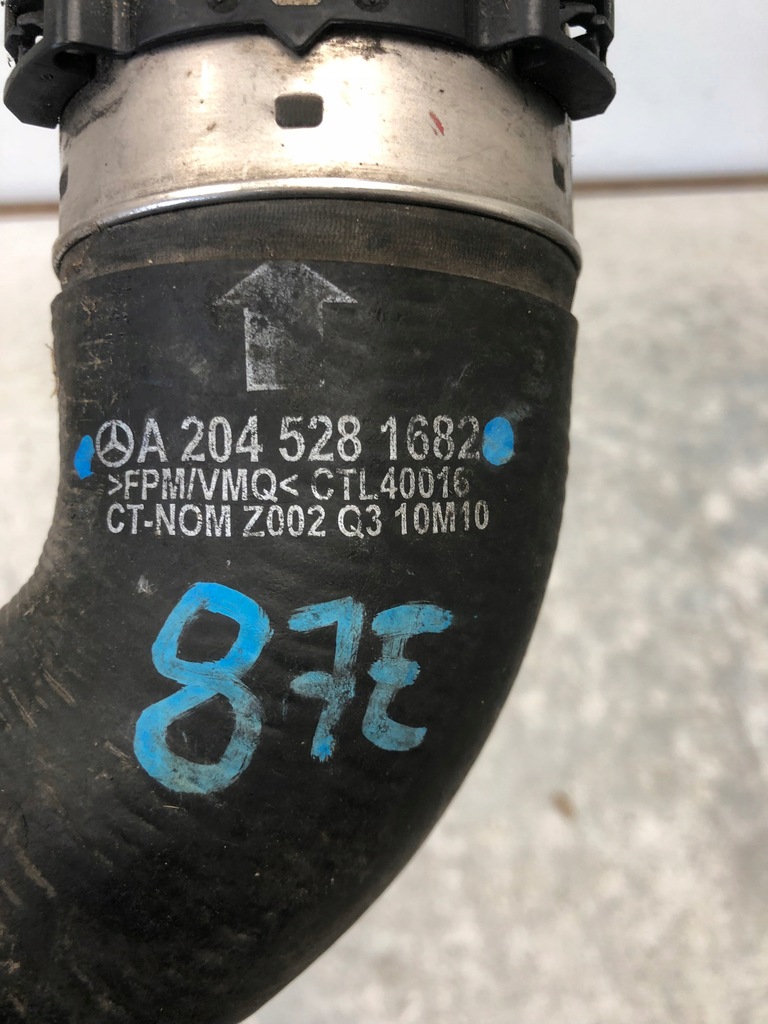 A 204 528 1682
>FPM/VMQ< CTL40016
CT-NOM Z002 Q3 10M10
87E